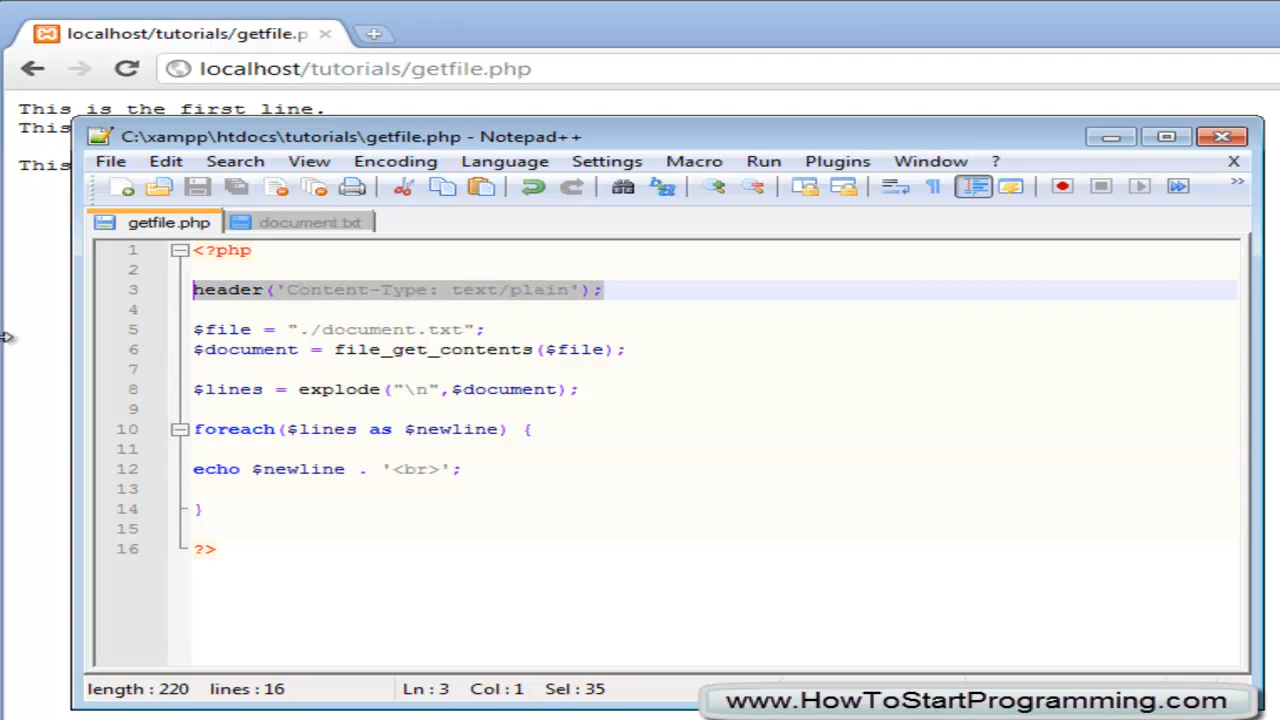 localhost/tutorials/getfile.p
localhost/tutorials/getfile.php
This is the first line.
This
This
C:\xampp\htdocs\tutorials\getfile.php - Notepad++
File Edit Search View Encoding Language Settings Macro Run Plugins Window ? X
getfile.php document.txt
1 <?php
2
3 header('Content-Type: text/plain');
4
5 $file = "./document.txt";
6 $document = file_get_contents($file);
7
8 $lines = explode("\n",$document);
9
10 foreach($lines as $newline) {
11
12 echo $newline . '<br>';
13
14 }
15
16 ?>
length : 220 lines : 16 Ln : 3 Col : 1 Sel : 35
www.HowToStartProgramming.com